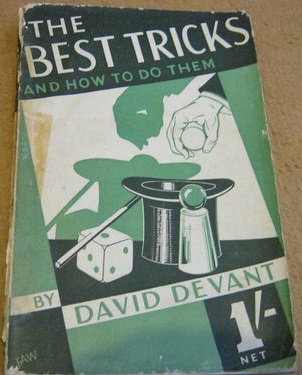 THE
BEST TRICKS
AND HOW TO DO THEM
BY DAVID DEVANT
1/-
NET
FAW